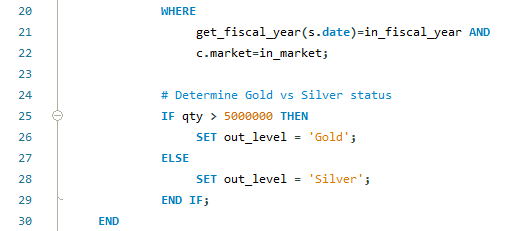 20 WHERE
21 get_fiscal_year(s.date)=in_fiscal_year AND
22 c.market=in_market;
23
24 # Determine Gold vs Silver status
25 IF qty > 5000000 THEN
26 SET out_level = 'Gold';
27 ELSE
28 SET out_level = 'Silver';
29 END IF;
30 END